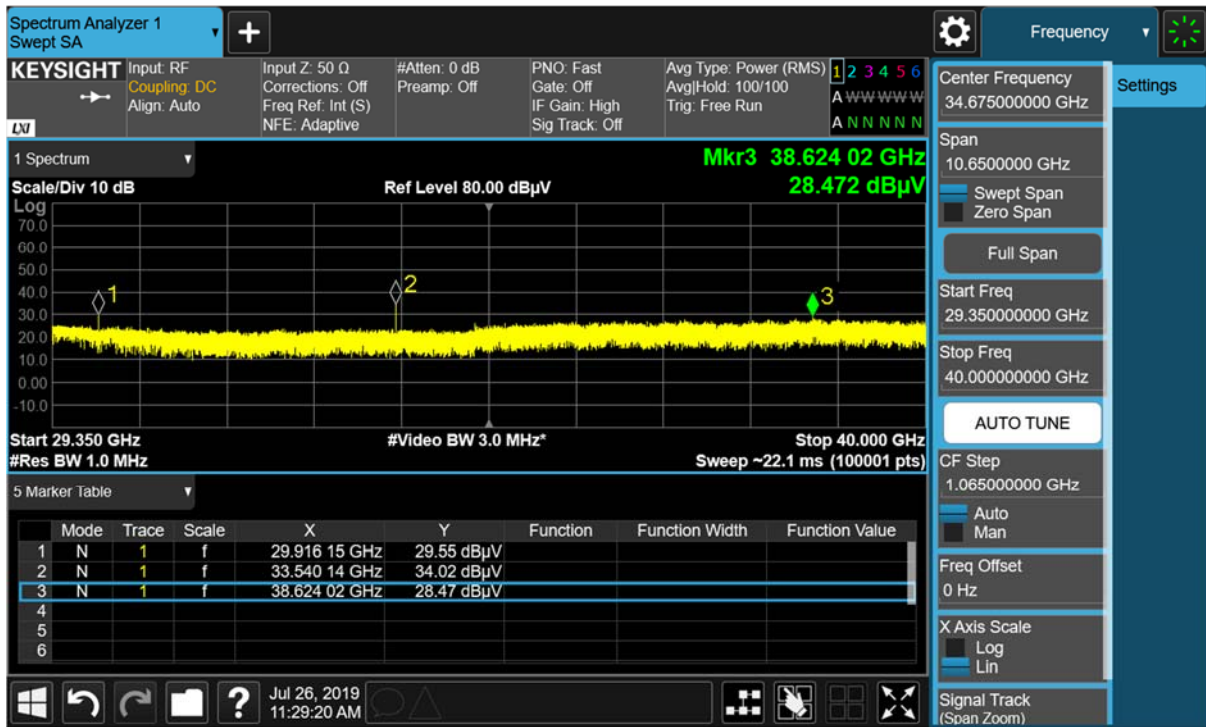 Spectrum Analyzer 1
Swept SA
Frequency
KEYSIGHT
LXI
Input: RF
Coupling: DC
Align: Auto
Input Z: 50 Ω
Corrections: Off
Freq Ref: Int (S)
NFE: Adaptive
#Atten: 0 dB
Preamp: Off
PNO: Fast
Gate: Off
IF Gain: High
Sig Track: Off
Avg Type: Power (RMS)
Avg|Hold: 100/100
Trig: Free Run
1 2 3 4 5 6
A W W W W W
A N N N N N
1 Spectrum
Mkr3 38.624 02 GHz
28.472 dBµV
Scale/Div 10 dB
Ref Level 80.00 dBµV
Log
70.0
60.0
50.0
40.0
30.0
20.0
10.0
0.00
-10.0
1
2
3
Start 29.350 GHz
#Video BW 3.0 MHz*
Stop 40.000 GHz
#Res BW 1.0 MHz
Sweep ~22.1 ms (100001 pts)
5 Marker Table
Mode Trace Scale X Y Function Function Width Function Value
1 N 1 f 29.916 15 GHz 29.55 dBµV
2 N 1 f 33.540 14 GHz 34.02 dBµV
3 N 1 f 38.624 02 GHz 28.47 dBµV
4
5
6
Jul 26, 2019
11:29:20 AM
Center Frequency
34.675000000 GHz
Settings
Span
10.6500000 GHz
Swept Span
Zero Span
Full Span
Start Freq
29.350000000 GHz
Stop Freq
40.000000000 GHz
AUTO TUNE
CF Step
1.065000000 GHz
Auto
Man
Freq Offset
0 Hz
X Axis Scale
Log
Lin
Signal Track
(Span Zoom)